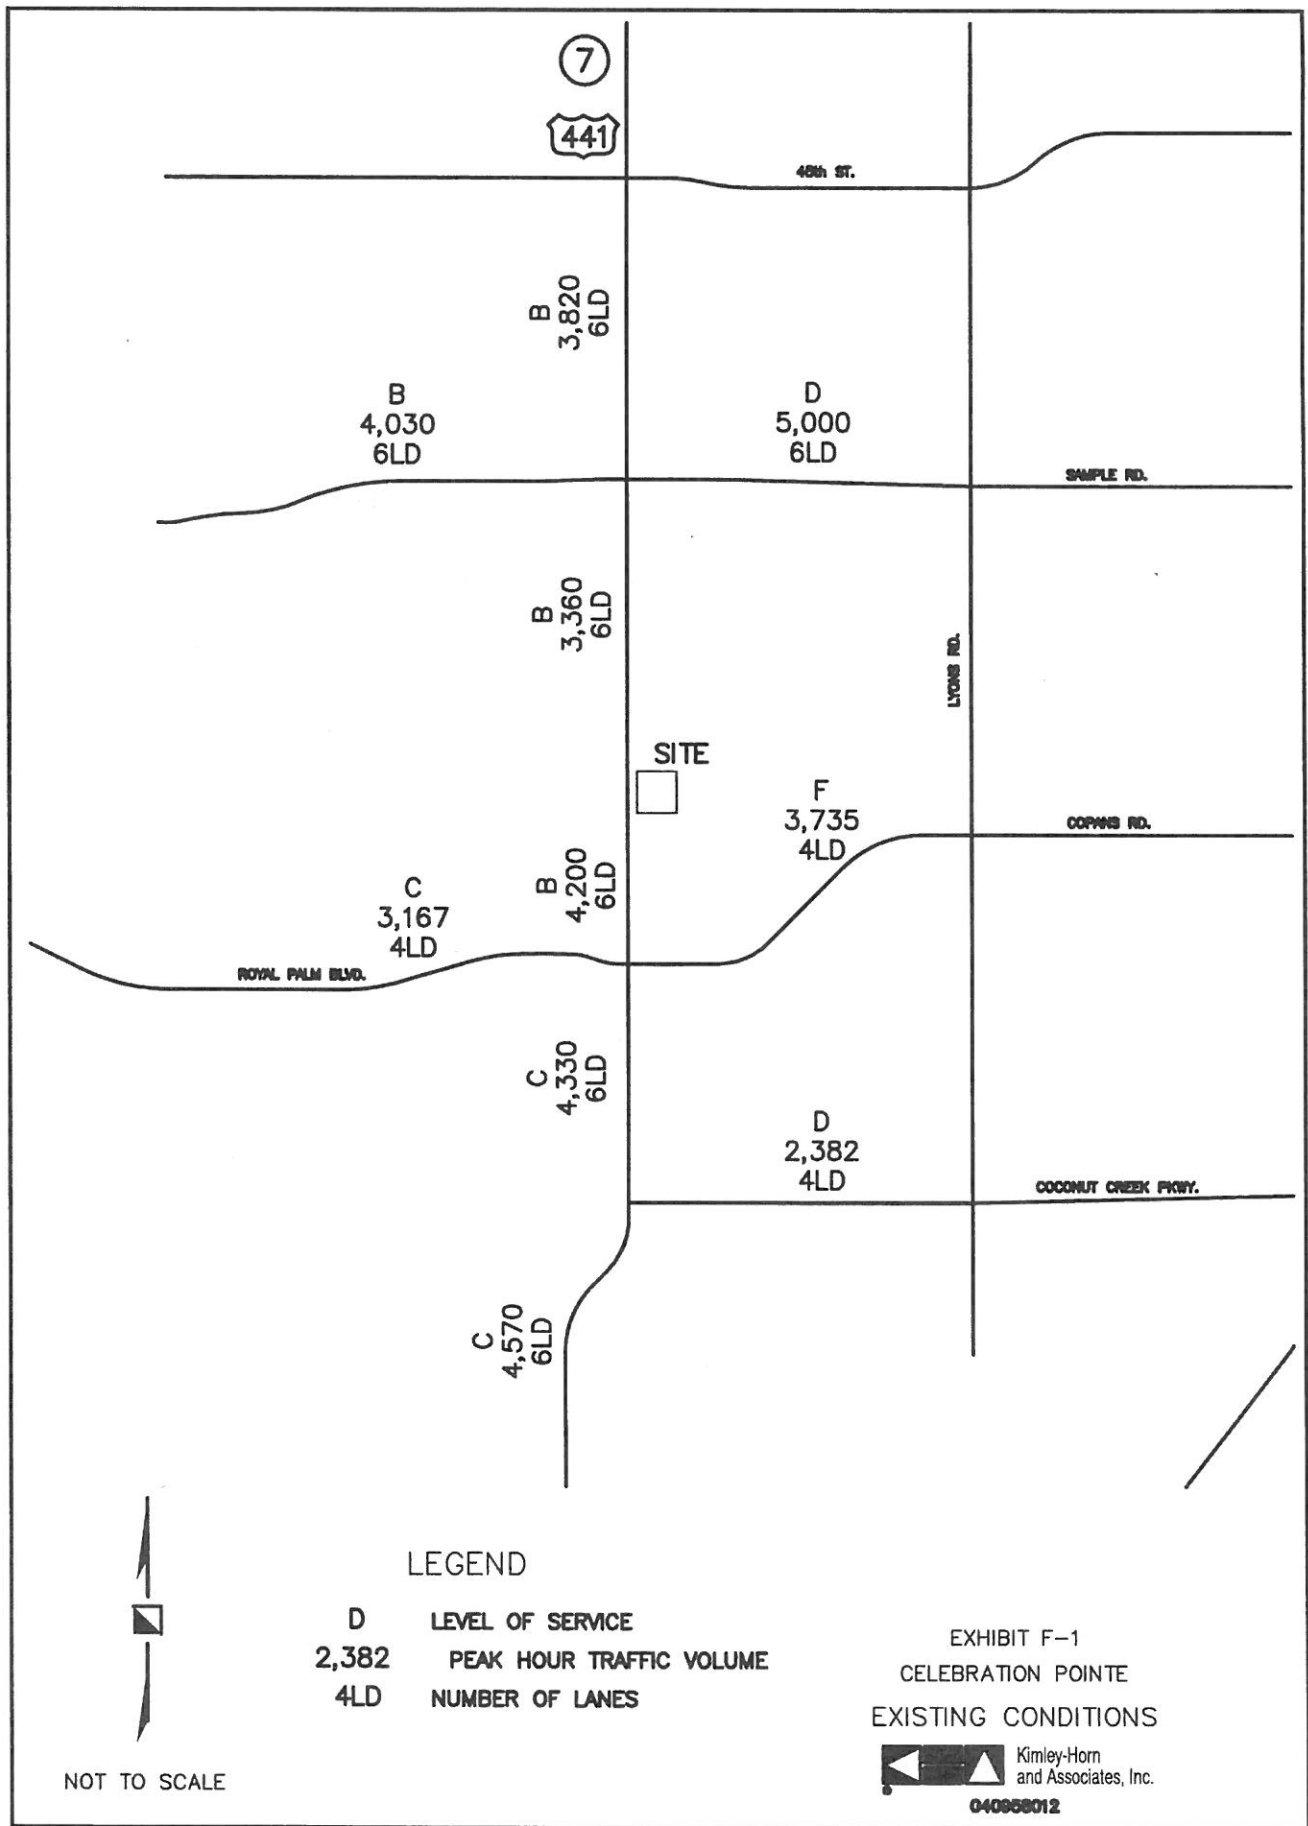 7
441
48th ST.
B
3,820
6LD
B
4,030
6LD
D
5,000
6LD
SAMPLE RD.
B
3,360
6LD
LYONS RD.
SITE
F
3,735
4LD
COPANS RD.
B
4,200
6LD
C
3,167
4LD
ROYAL PALM BLVD.
C
4,330
6LD
D
2,382
4LD
COCONUT CREEK PKWY.
C
4,570
6LD
LEGEND
D LEVEL OF SERVICE
2,382 PEAK HOUR TRAFFIC VOLUME
4LD NUMBER OF LANES
NOT TO SCALE
EXHIBIT F-1
CELEBRATION POINTE
EXISTING CONDITIONS
Kimley-Horn
and Associates, Inc.
040958012